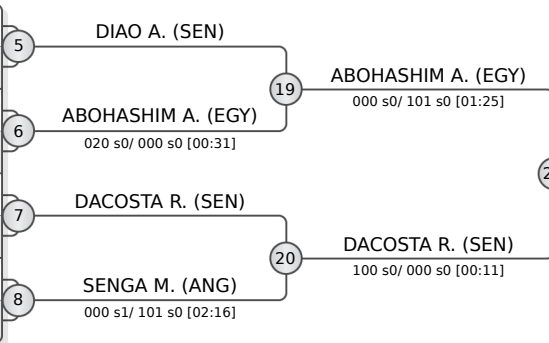 5
DIAO A. (SEN)
19
ABOHASHIM A. (EGY)
000 s0/ 101 s0 [01:25]
6
ABOHASHIM A. (EGY)
020 s0/ 000 s0 [00:31]
7
DACOSTA R. (SEN)
20
DACOSTA R. (SEN)
100 s0/ 000 s0 [00:11]
8
SENGA M. (ANG)
000 s1/ 101 s0 [02:16]